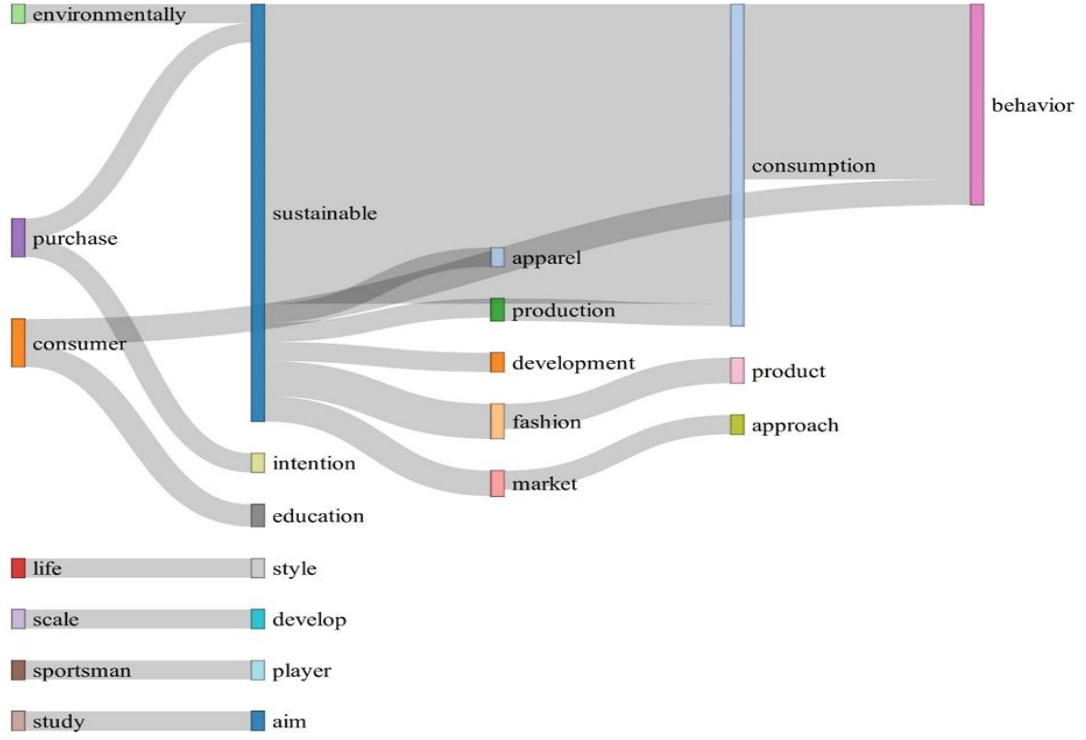 environmentally
purchase
consumer
life
scale
sportsman
study
sustainable
intention
education
style
develop
player
aim
apparel
production
development
fashion
market
consumption
product
approach
behavior